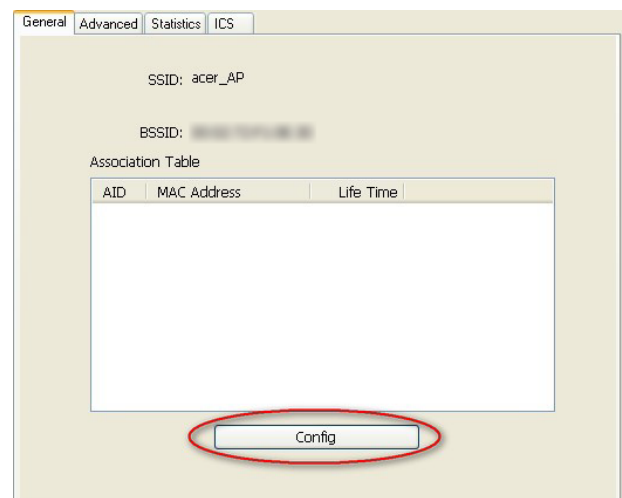 General Advanced Statistics ICS
SSID: acer_AP
BSSID:
Association Table
AID MAC Address Life Time
Config